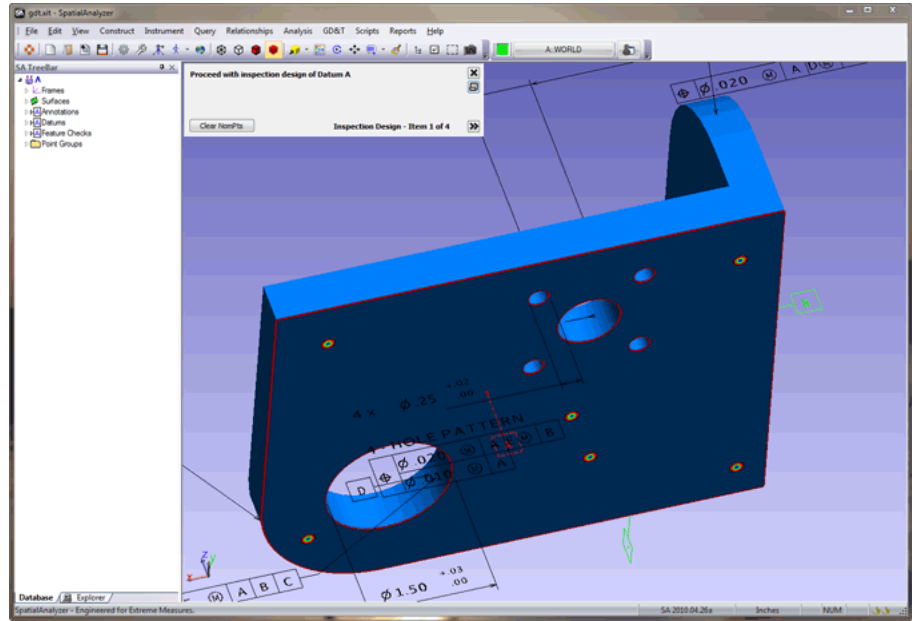 gdt.xit - SpatialAnalyzer
File Edit View Construct Instrument Query Relationships Analysis GD&T Scripts Reports Help
A::WORLD
SA TreeBar
A
Frames
Surfaces
Annotations
Datums
Feature Checks
Point Groups
Proceed with inspection design of Datum A
Clear NomPts
Inspection Design - Item 1 of 4
Ø.020 Ⓜ A
4 x Ø.25 +.02 .00
4 - HOLE PATTERN
Ø.020 Ⓜ A Ⓜ B
D Ø.010 Ⓜ A
Ⓜ A B C
Ø1.50 +.03 .00
Z Y X
Database Explorer
SpatialAnalyzer - Engineered for Extreme Measures.
SA 2010.04.26a
Inches
NUM